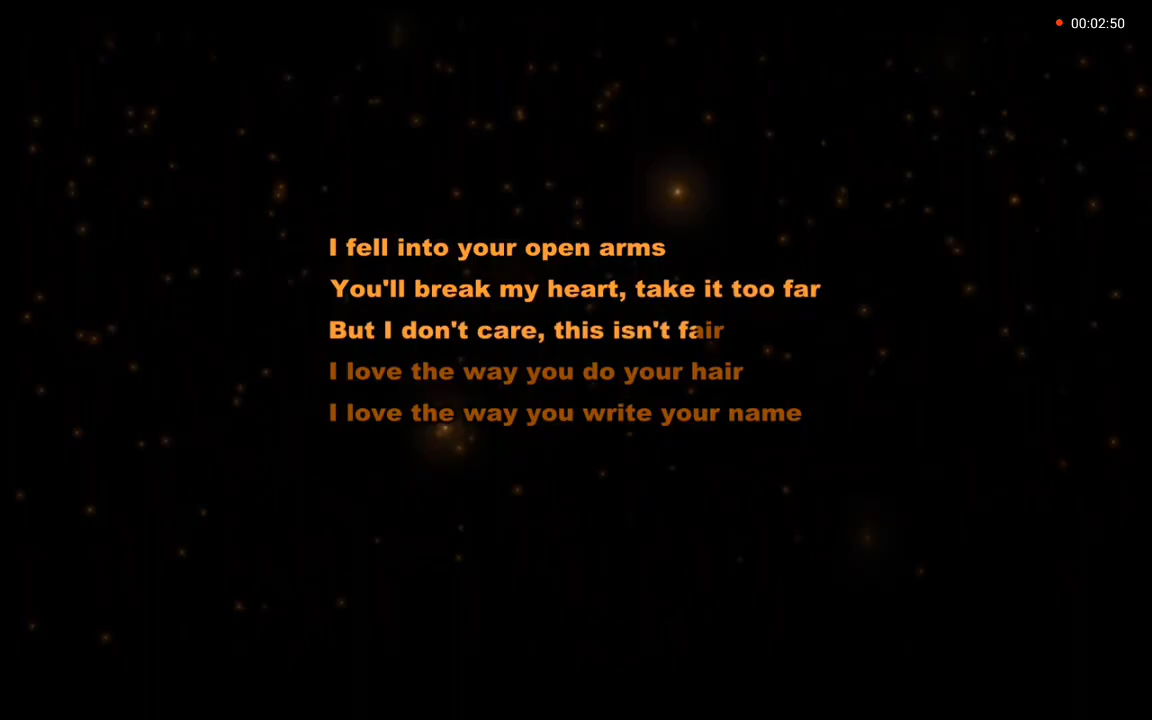 00:02:50
I fell into your open arms
You'll break my heart, take it too far
But I don't care, this isn't fair
I love the way you do your hair
I love the way you write your name